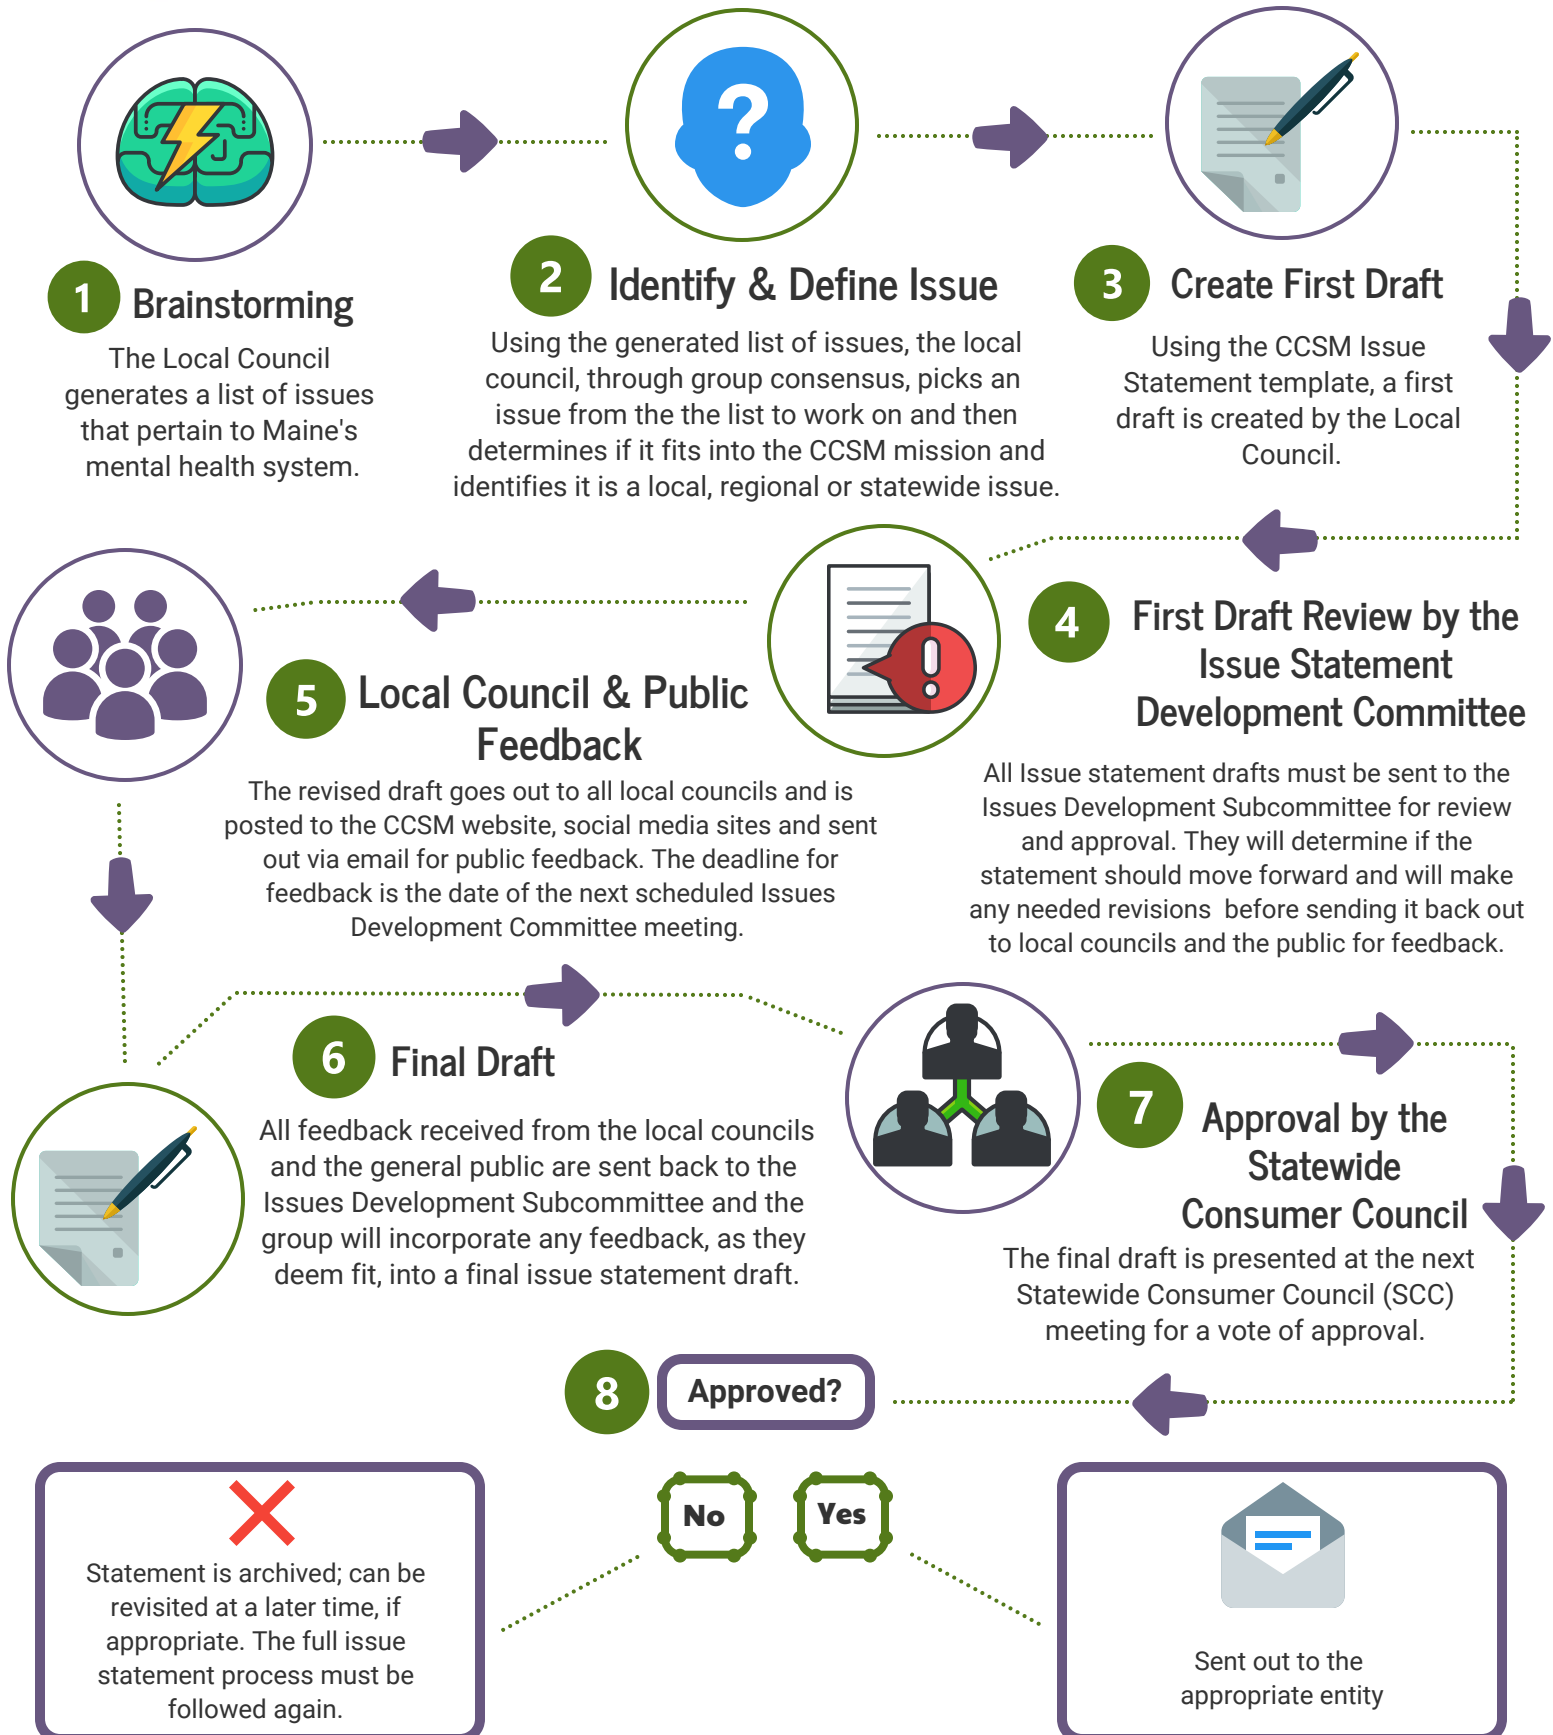 1
Brainstorming
The Local Council
generates a list of issues
that pertain to Maine's
mental health system.
2
Identify & Define Issue
Using the generated list of issues, the local
council, through group consensus, picks an
issue from the the list to work on and then
determines if it fits into the CCSM mission and
identifies it is a local, regional or statewide issue.
3
Create First Draft
Using the CCSM Issue
Statement template, a first
draft is created by the Local
Council.
4
First Draft Review by the
Issue Statement
Development Committee
All Issue statement drafts must be sent to the
Issues Development Subcommittee for review
and approval. They will determine if the
statement should move forward and will make
any needed revisions  before sending it back out
to local councils and the public for feedback.
5
Local Council & Public
Feedback
The revised draft goes out to all local councils and is
posted to the CCSM website, social media sites and sent
out via email for public feedback. The deadline for
feedback is the date of the next scheduled Issues
Development Committee meeting.
6
Final Draft
All feedback received from the local councils
and the general public are sent back to the
Issues Development Subcommittee and the
group will incorporate any feedback, as they
deem fit, into a final issue statement draft.
7
Approval by the
Statewide
Consumer Council
The final draft is presented at the next
Statewide Consumer Council (SCC)
meeting for a vote of approval.
8
Approved?
No
Yes
Statement is archived; can be
revisited at a later time, if
appropriate. The full issue
statement process must be
followed again.
Sent out to the
appropriate entity